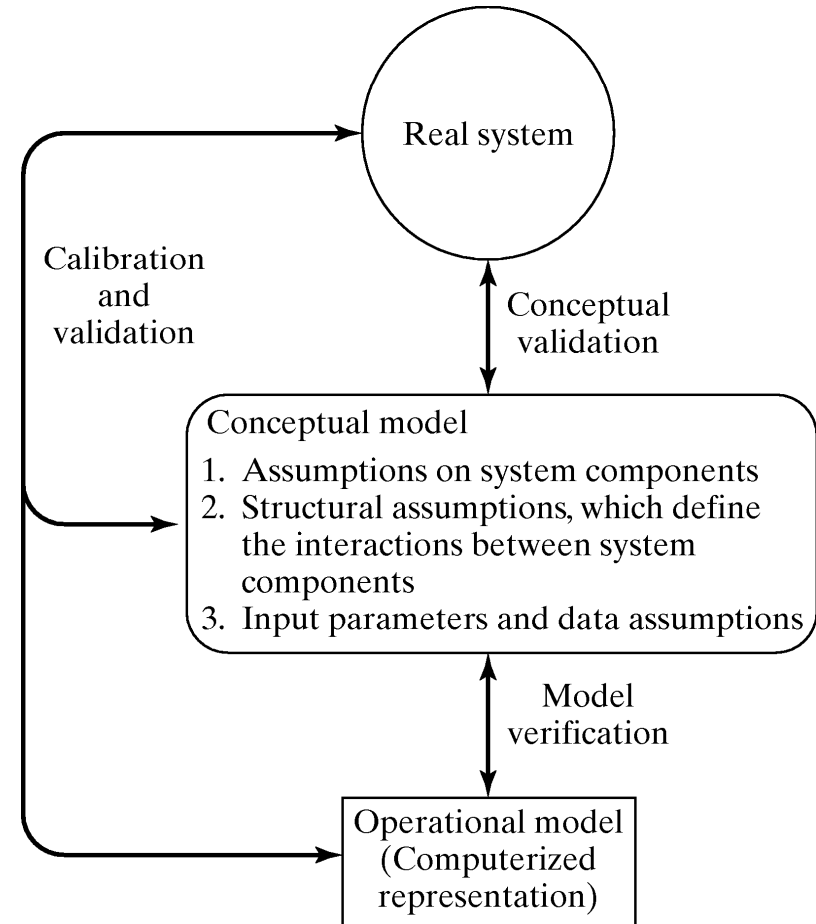 Real system
Calibration
and
validation
Conceptual
validation
Conceptual model
1. Assumptions on system components
2. Structural assumptions, which define
the interactions between system
components
3. Input parameters and data assumptions
Model
verification
Operational model
(Computerized
representation)